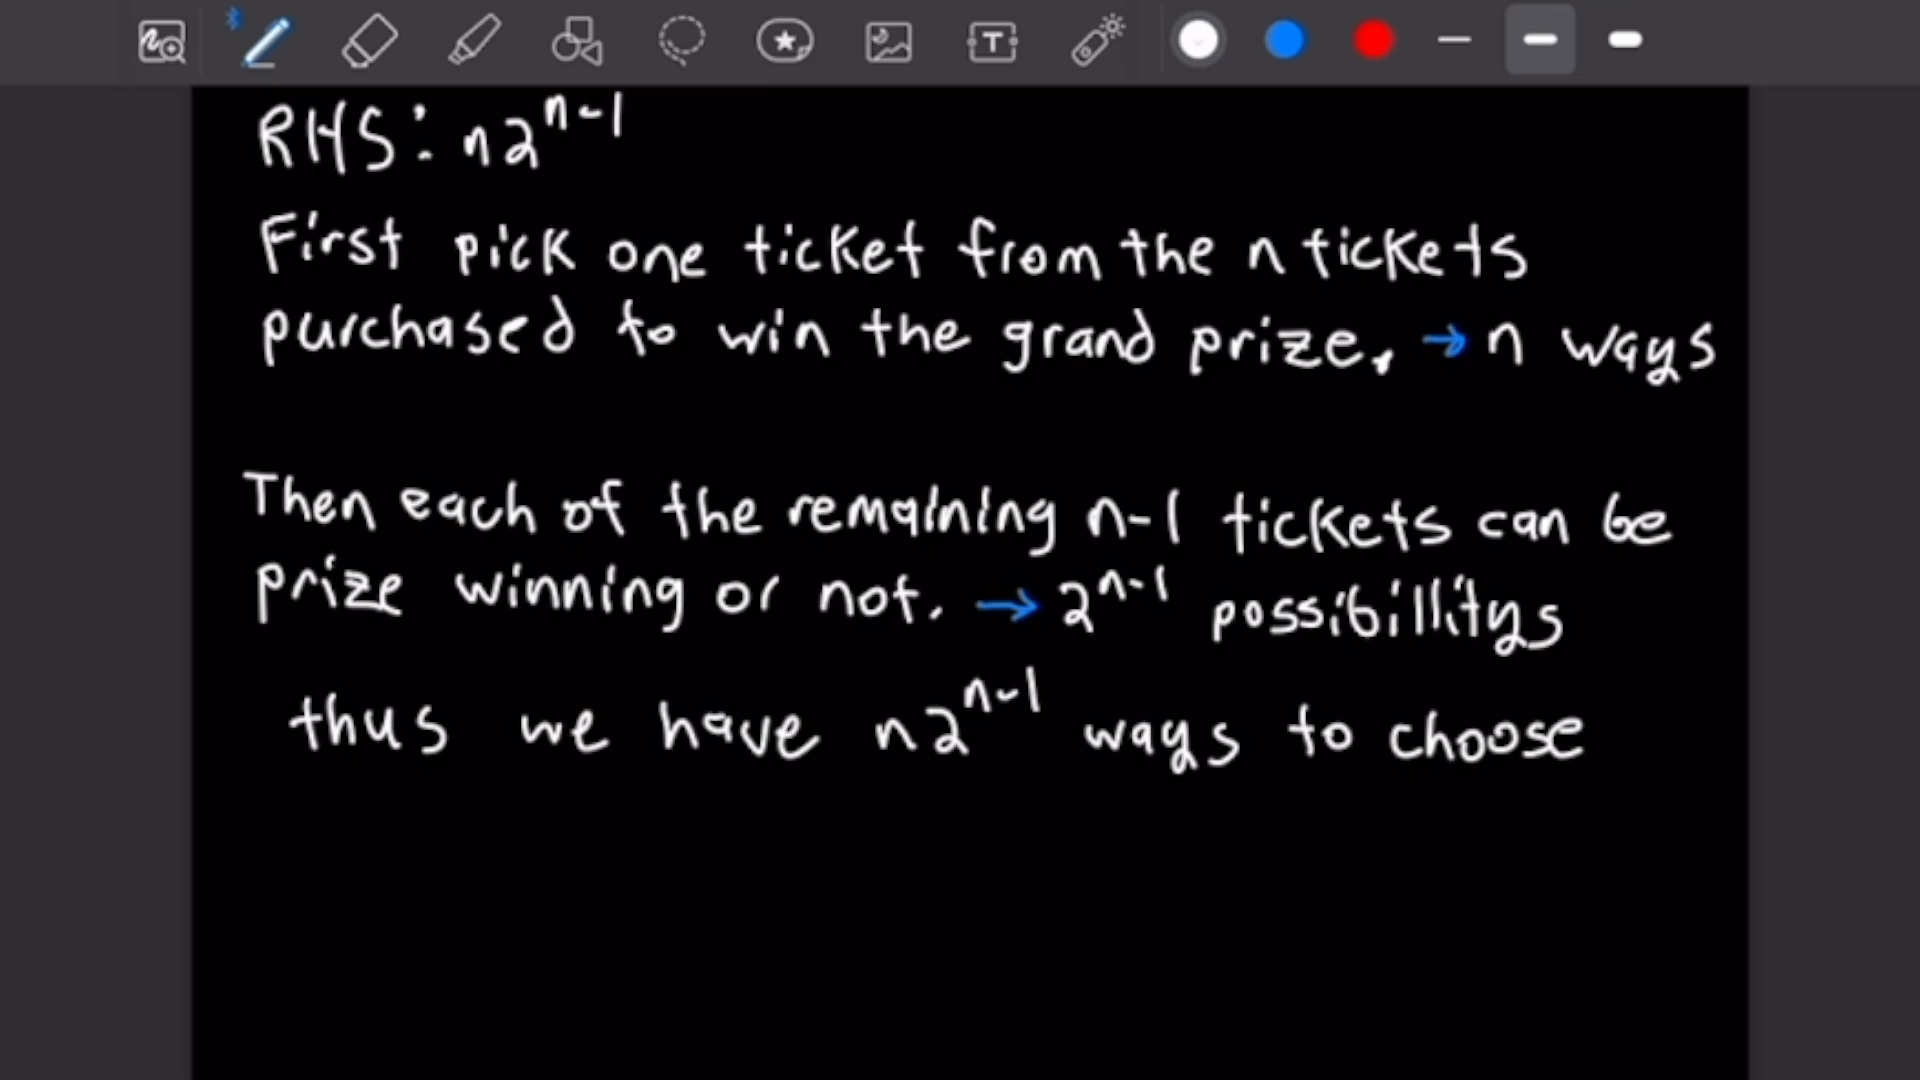 RHS: n2^{n-1}
First pick one ticket from the n tickets
purchased to win the grand prize. → n ways
Then each of the remaining n-1 tickets can be
prize winning or not. → 2^{n-1} possibillitys
thus we have n2^{n-1} ways to choose